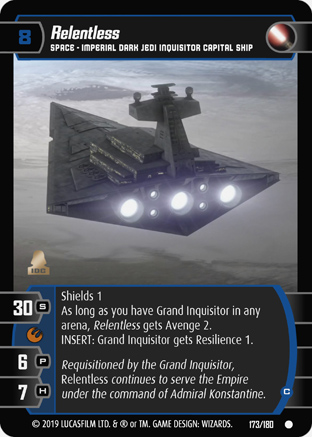 8
Relentless
SPACE - IMPERIAL DARK JEDI INQUISITOR CAPITAL SHIP
IDC
30 S
6 P
7 H
Shields 1
As long as you have Grand Inquisitor in any
arena, Relentless gets Avenge 2.
INSERT: Grand Inquisitor gets Resilience 1.
Requisitioned by the Grand Inquisitor,
Relentless continues to serve the Empire
under the command of Admiral Konstantine.
C
© 2019 LUCASFILM LTD. & ® or TM. GAME DESIGN: WIZARDS. 173/180